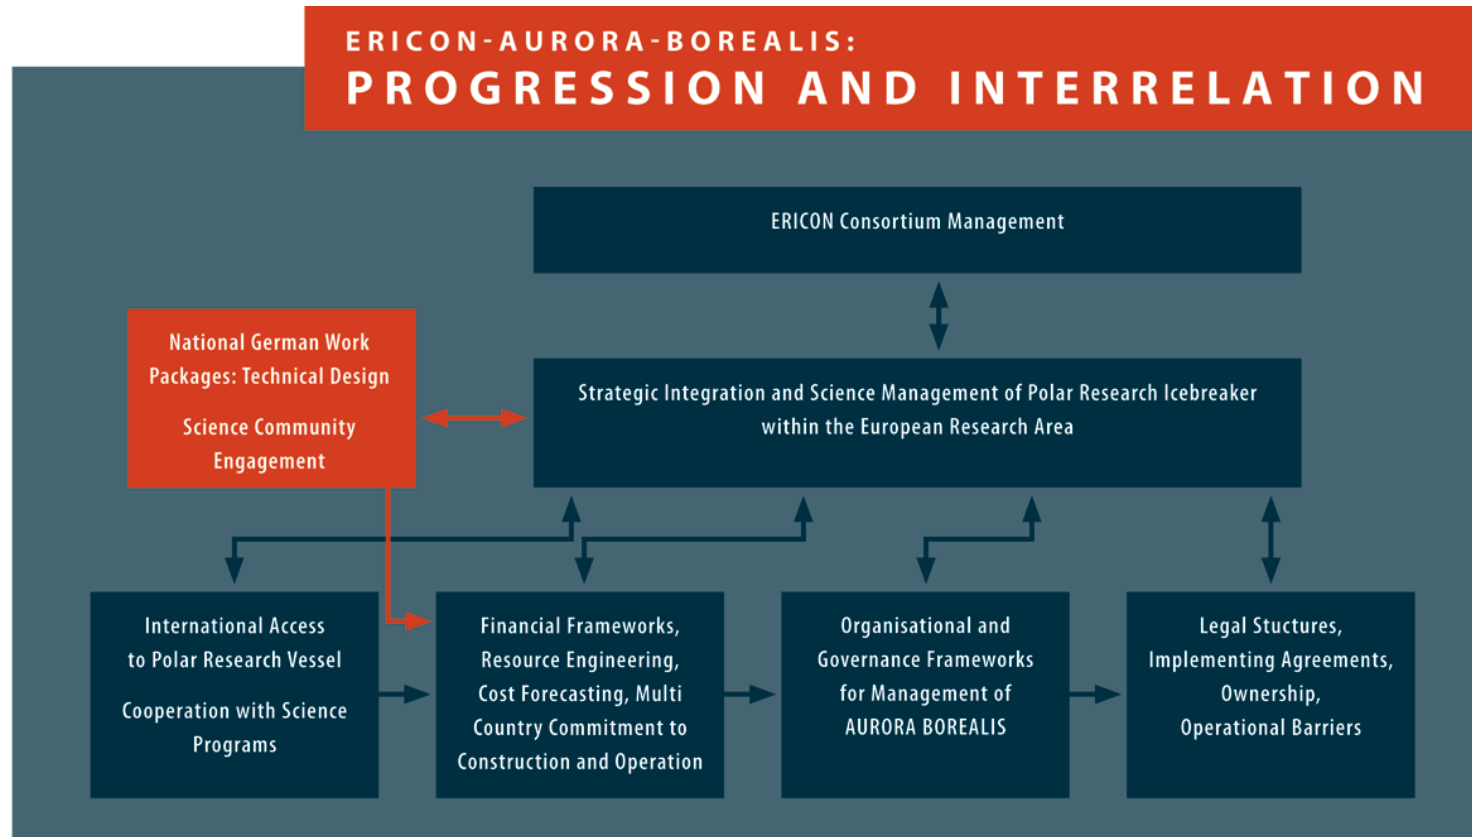 ERICON-AURORA-BOREALIS:
PROGRESSION AND INTERRELATION
ERICON Consortium Management
National German Work
Packages: Technical Design
Science Community
Engagement
Strategic Integration and Science Management of Polar Research Icebreaker
within the European Research Area
International Access
to Polar Research Vessel
Cooperation with Science
Programs
Financial Frameworks,
Resource Engineering,
Cost Forecasting, Multi
Country Commitment to
Construction and Operation
Organisational and
Governance Frameworks
for Management of
AURORA BOREALIS
Legal Stuctures,
Implementing Agreements,
Ownership,
Operational Barriers